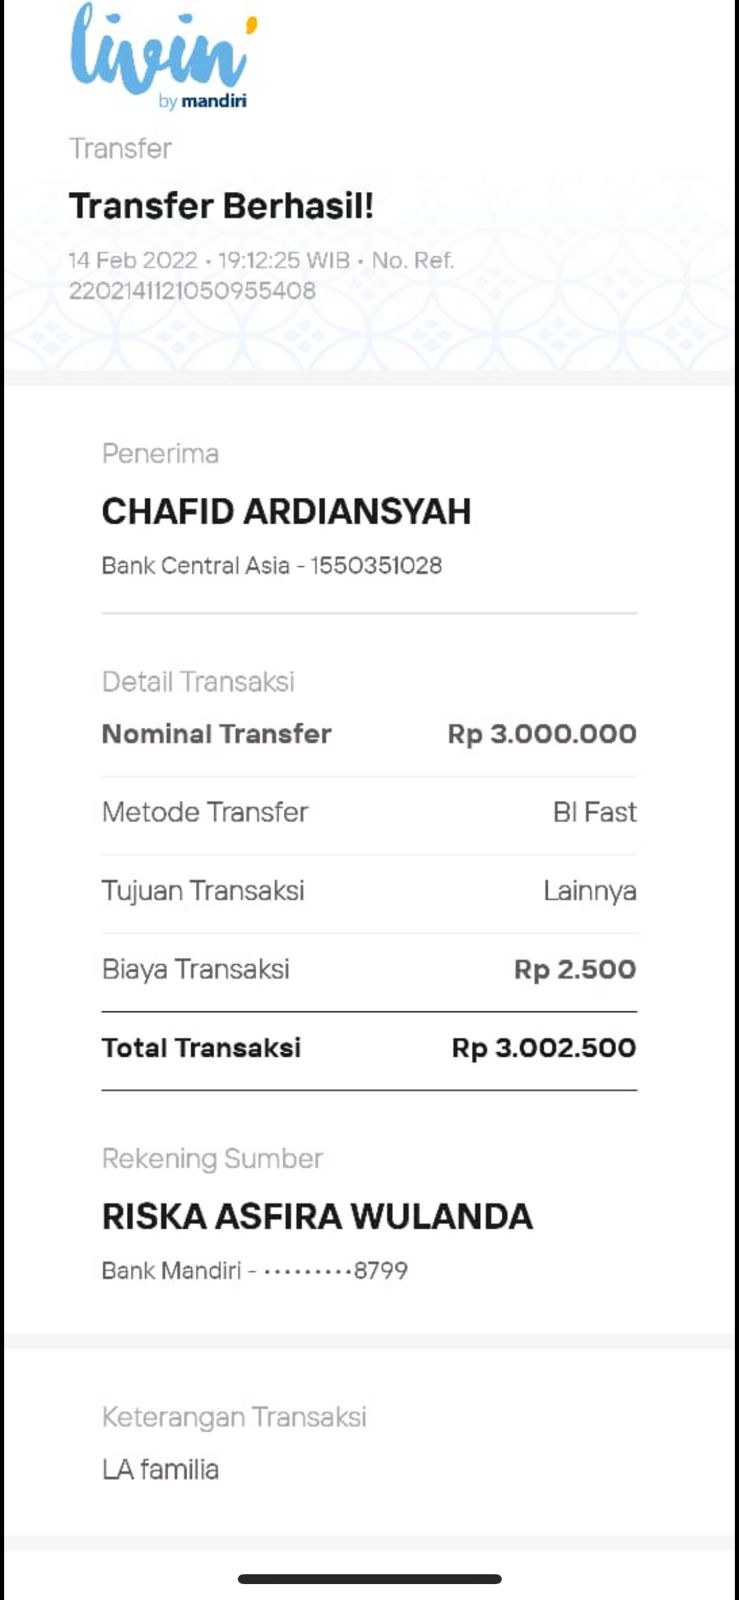 livin'
by mandiri
Transfer
Transfer Berhasil!
14 Feb 2022 • 19:12:25 WIB • No. Ref.
2202141121050955408
Penerima
CHAFID ARDIANSYAH
Bank Central Asia - 1550351028
Detail Transaksi
Nominal Transfer Rp 3.000.000
Metode Transfer BI Fast
Tujuan Transaksi Lainnya
Biaya Transaksi Rp 2.500
Total Transaksi Rp 3.002.500
Rekening Sumber
RISKA ASFIRA WULANDA
Bank Mandiri - •••••••••8799
Keterangan Transaksi
LA familia